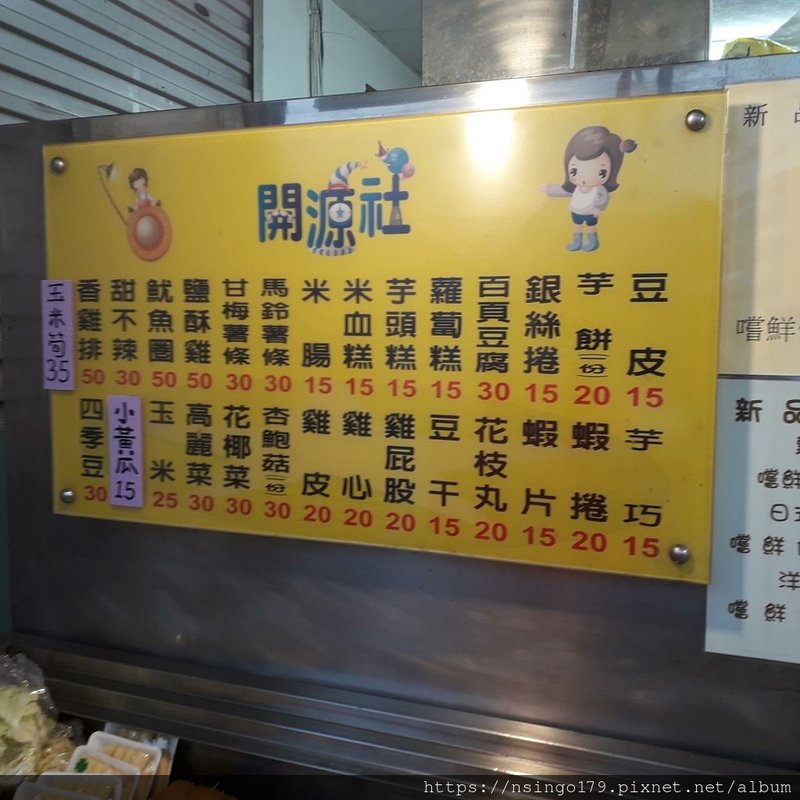 開源社
豆皮 15
芋餅一份 20
銀絲捲 15
百頁豆腐 30
蘿蔔糕 15
芋頭糕 15
米血糕 15
米腸 15
馬鈴薯條 30
甘梅薯條 30
鹽酥雞 50
魷魚圈 50
甜不辣 30
香雞排 50
玉米筍 35
芋巧 15
蝦捲 20
蝦片 15
花枝丸 20
豆干 15
雞屁股 20
雞心 20
雞皮 20
杏鮑菇一份 30
花椰菜 30
高麗菜 30
玉米 25
小黃瓜 15
四季豆 30
新品
嚐鮮
新品
嚐鮮
日式
嚐鮮
洋
嚐鮮
https://nsingo179.pixnet.net/album